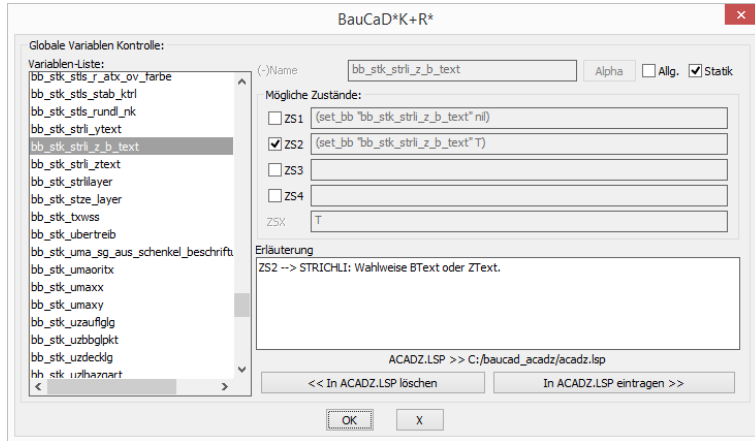 BauCaD*K+R*
Globale Variablen Kontrolle:
Variablen-Liste:
bb_stk_stls_r_atx_ov_farbe
bb_stk_stls_stab_ktrl
bb_stk_stls_rundl_nk
bb_stk_strli_ytext
bb_stk_strli_z_b_text
bb_stk_strli_ztext
bb_stk_strlilayer
bb_stk_stze_layer
bb_stk_txwss
bb_stk_ubertreib
bb_stk_uma_sg_aus_schenkel_beschriftu
bb_stk_umaoritx
bb_stk_umaxx
bb_stk_umaxy
bb_stk_uzauflglg
bb_stk_uzbbglpkt
bb_stk_uzdecklg
bb_stk_uzlbazgart
(-)Name
bb_stk_strli_z_b_text
Alpha
Allg.
Statik
Mögliche Zustände:
ZS1 (set_bb "bb_stk_strli_z_b_text" nil)
ZS2 (set_bb "bb_stk_strli_z_b_text" T)
ZS3
ZS4
ZSX T
Erläuterung
ZS2 --> STRICHLI: Wahlweise BText oder ZText.
ACADZ.LSP >> C:/baucad_acadz/acadz.lsp
<< In ACADZ.LSP löschen
In ACADZ.LSP eintragen >>
OK
X